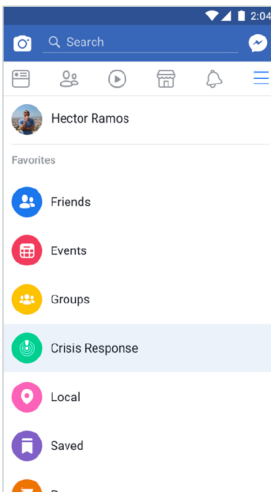 2:04
Search
Hector Ramos
Favorites
Friends
Events
Groups
Crisis Response
Local
Saved